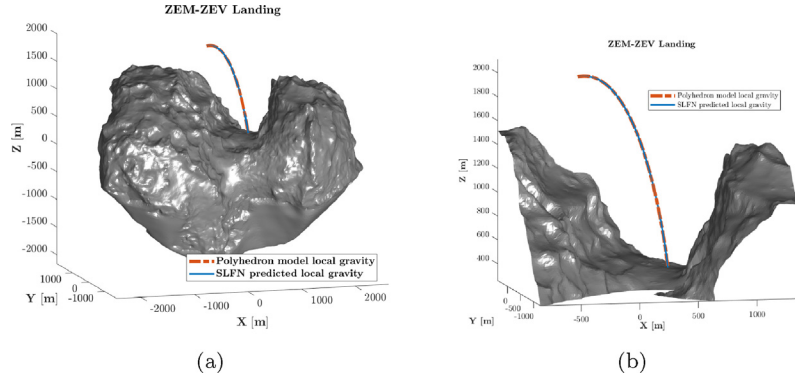 ZEM-ZEV Landing
2000
1500
1000
500
0
-500
-1000
-1500
-2000
Z [m]
1000
0
-1000
Y [m]
-2000
-1000
0
1000
2000
X [m]
Polyhedron model local gravity
SLFN predicted local gravity
(a)
ZEM-ZEV Landing
2000
1800
1600
1400
1200
1000
800
600
400
Z [m]
500
0
-500
Y [m]
-500
0
500
1000
X [m]
Polyhedron model local gravity
SLFN predicted local gravity
(b)